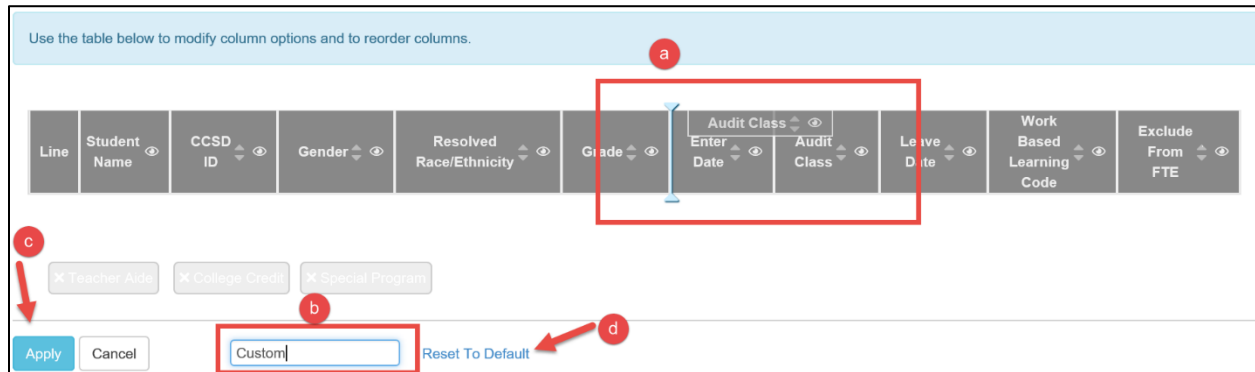 Use the table below to modify column options and to reorder columns.
a
Audit Class
Line
Student
Name
CCSD
ID
Gender
Resolved
Race/Ethnicity
Grade
Enter
Date
Audit
Class
Leave
Date
Work
Based
Learning
Code
Exclude
From
FTE
c
Teacher Aide
College Credit
Special Program
b
d
Apply
Cancel
Custom
Reset To Default